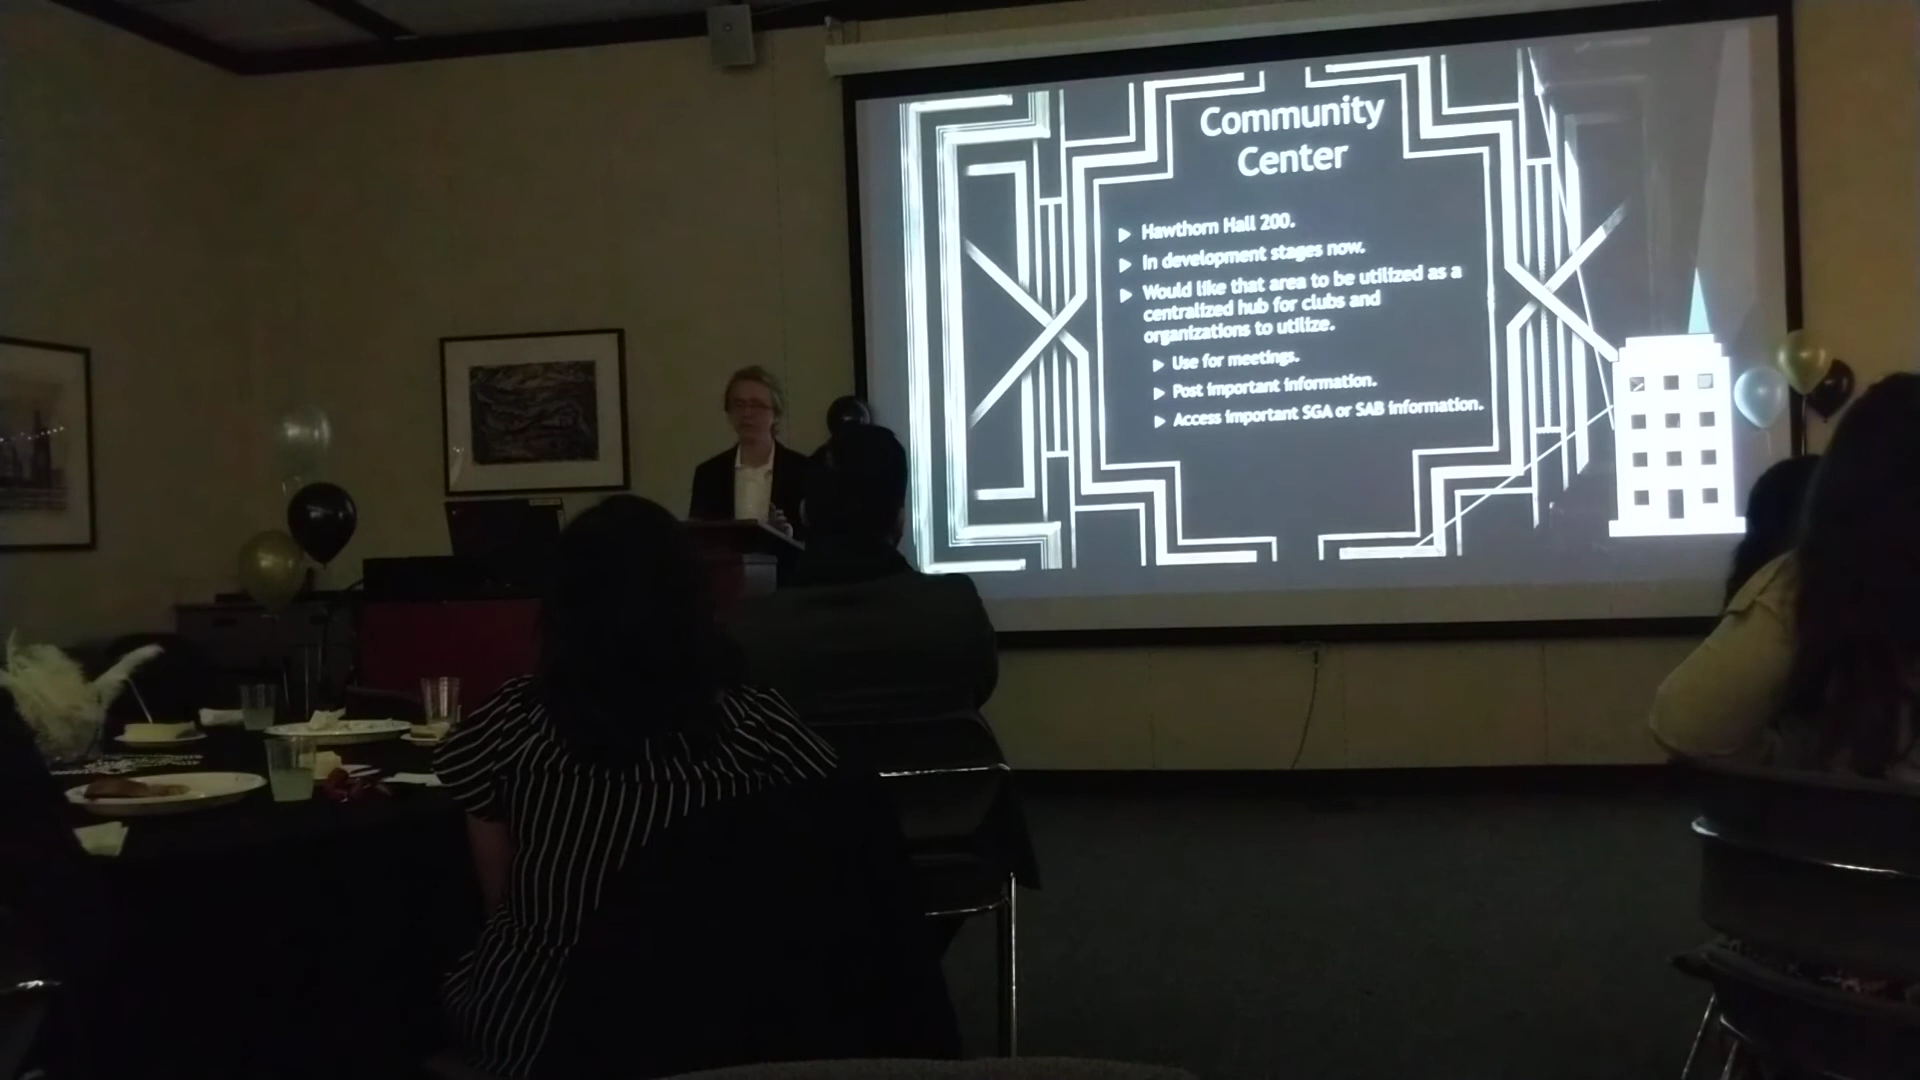 Community
Center
Hawthorn Hall 200.
In development stages now.
Would like that area to be utilized as a
centralized hub for clubs and
organizations to utilize.
Use for meetings.
Post important information.
Access important SGA or SAB information.